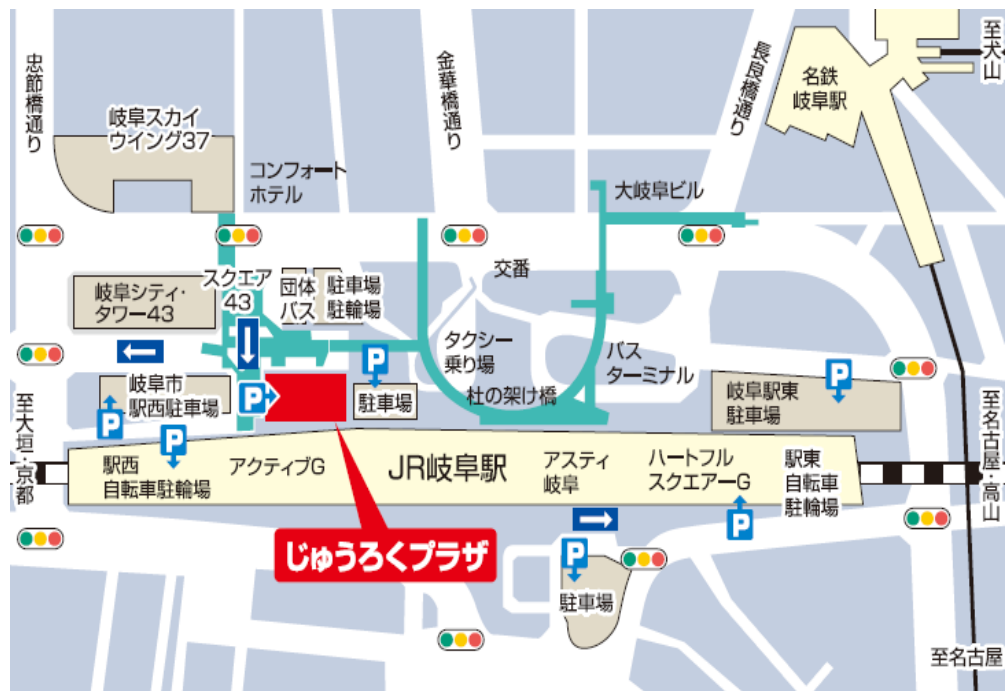 忠節橋通り
金華橋通り
長良橋通り
至犬山
名鉄
岐阜駅
岐阜スカイ
ウイング37
コンフォート
ホテル
大岐阜ビル
交番
スクエア
43
団体
バス
駐車場
駐輪場
岐阜シティ・
タワー43
タクシー
乗り場
バス
ターミナル
杜の架け橋
P
駐車場
P
岐阜市
駅西駐車場
P
P
岐阜駅東
駐車場
P
至大垣・京都
P
駅西
自転車駐輪場
アクティブG
JR岐阜駅
アスティ
岐阜
ハートフル
スクエアーG
P
駅東
自転車
駐輪場
至名古屋・高山
じゅうろくプラザ
P
駐車場
至名古屋